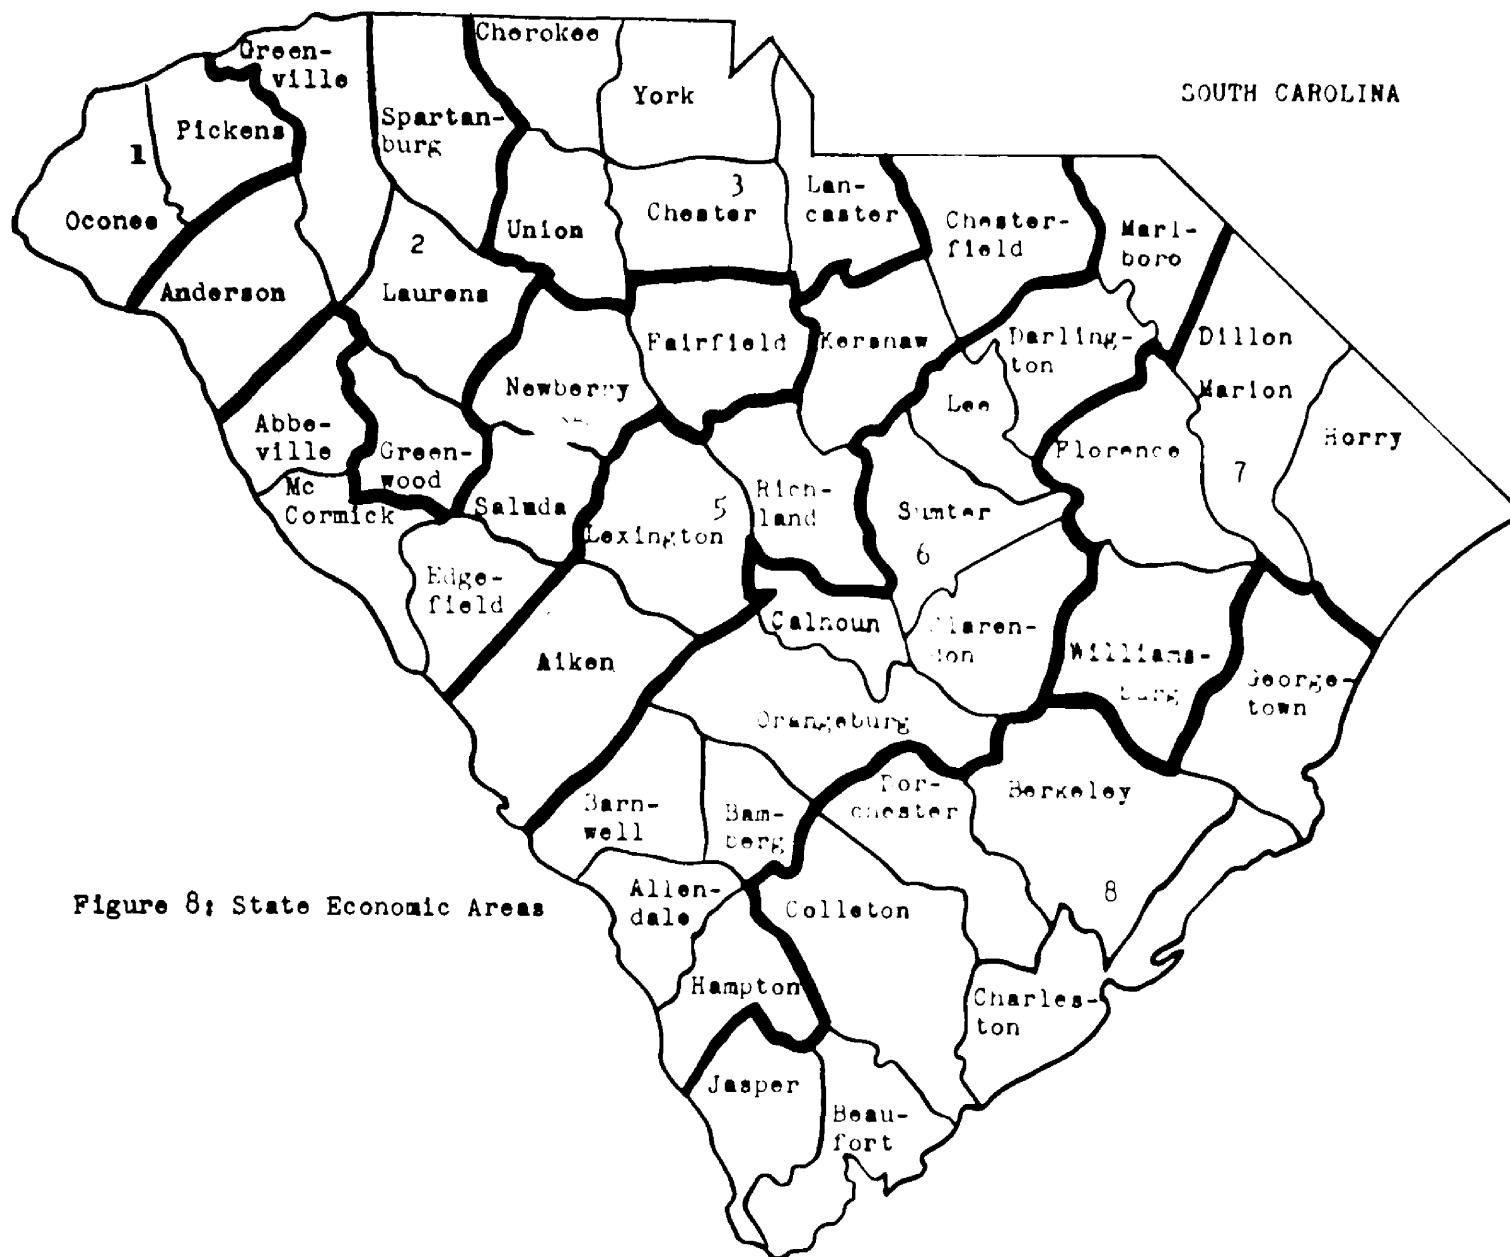 SOUTH CAROLINA
Cherokee
Green-
ville
York
Spartan-
burg
Pickens
1
Oconee
3
Chester
Lan-
caster
Union
2
Chester-
field
Marl-
boro
Anderson
Laurens
Fairfield
Kersnaw
Darling-
ton
Dillon
Marion
Newberry
Lee
Horry
Abbe-
ville
Green-
wood
Florence
7
Mc
Cormick
Saluda
5
Lexington
Rich-
land
Sumter
6
Edge-
field
Calhoun
Claren-
don
Aiken
Williams-
burg
George-
town
Orangeburg
Barn-
well
Bam-
berg
Dor-
chester
Berkeley
8
Allen-
dale
Colleton
Figure 8: State Economic Areas
Hampton
Charles-
ton
Jasper
Beau-
fort